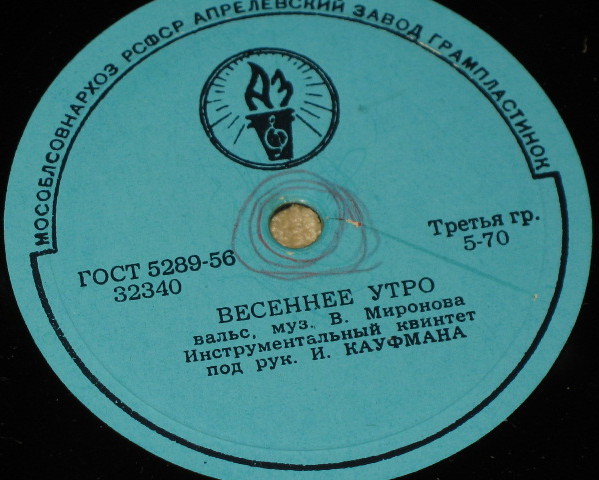 МОСОБЛСОВНАРХОЗ РСФСР АПРЕЛЕВСКИЙ ЗАВОД ГРАМПЛАСТИНОК
АЗ
ГОСТ 5289-56
32340
Третья гр.
5-70
ВЕСЕННЕЕ УТРО
вальс, муз. В. Миронова
Инструментальный квинтет
под рук. И. КАУФМАНА